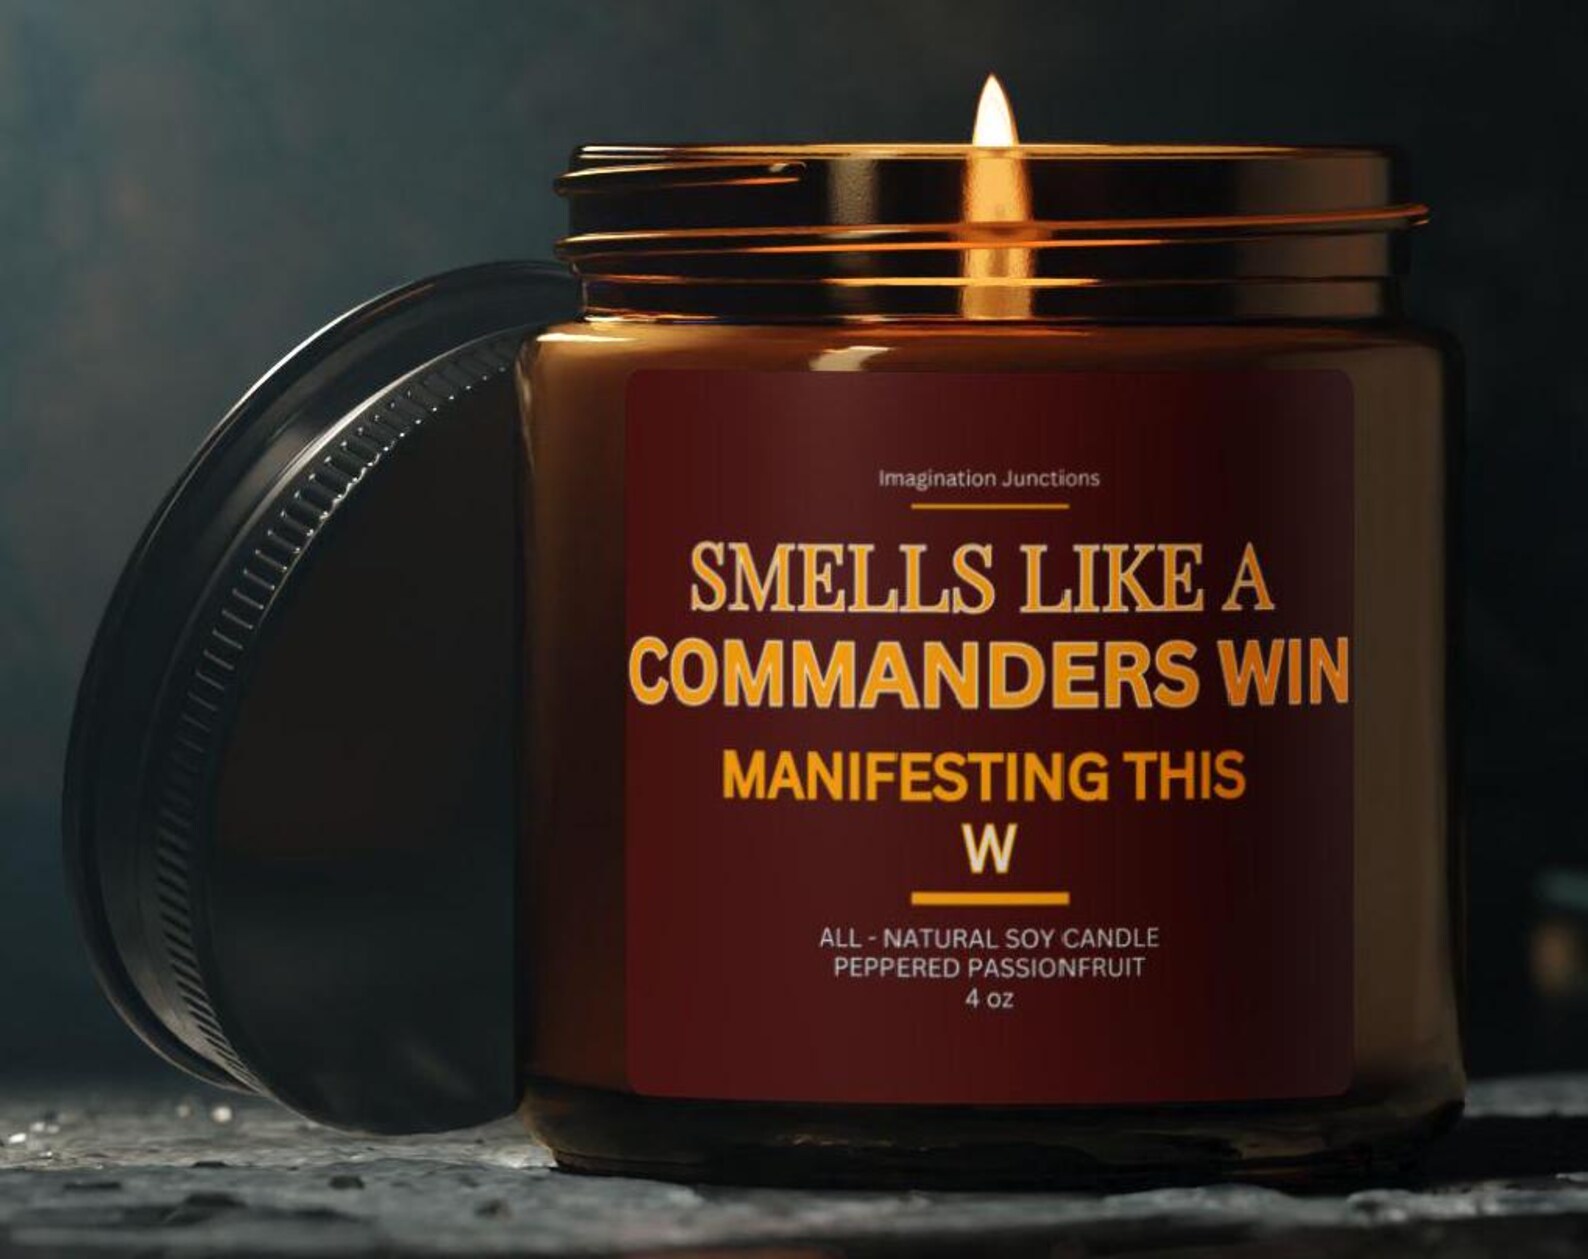 Imagination Junctions
SMELLS LIKE A
COMMANDERS WIN
MANIFESTING THIS
W
ALL - NATURAL SOY CANDLE
PEPPERED PASSIONFRUIT
4 oz